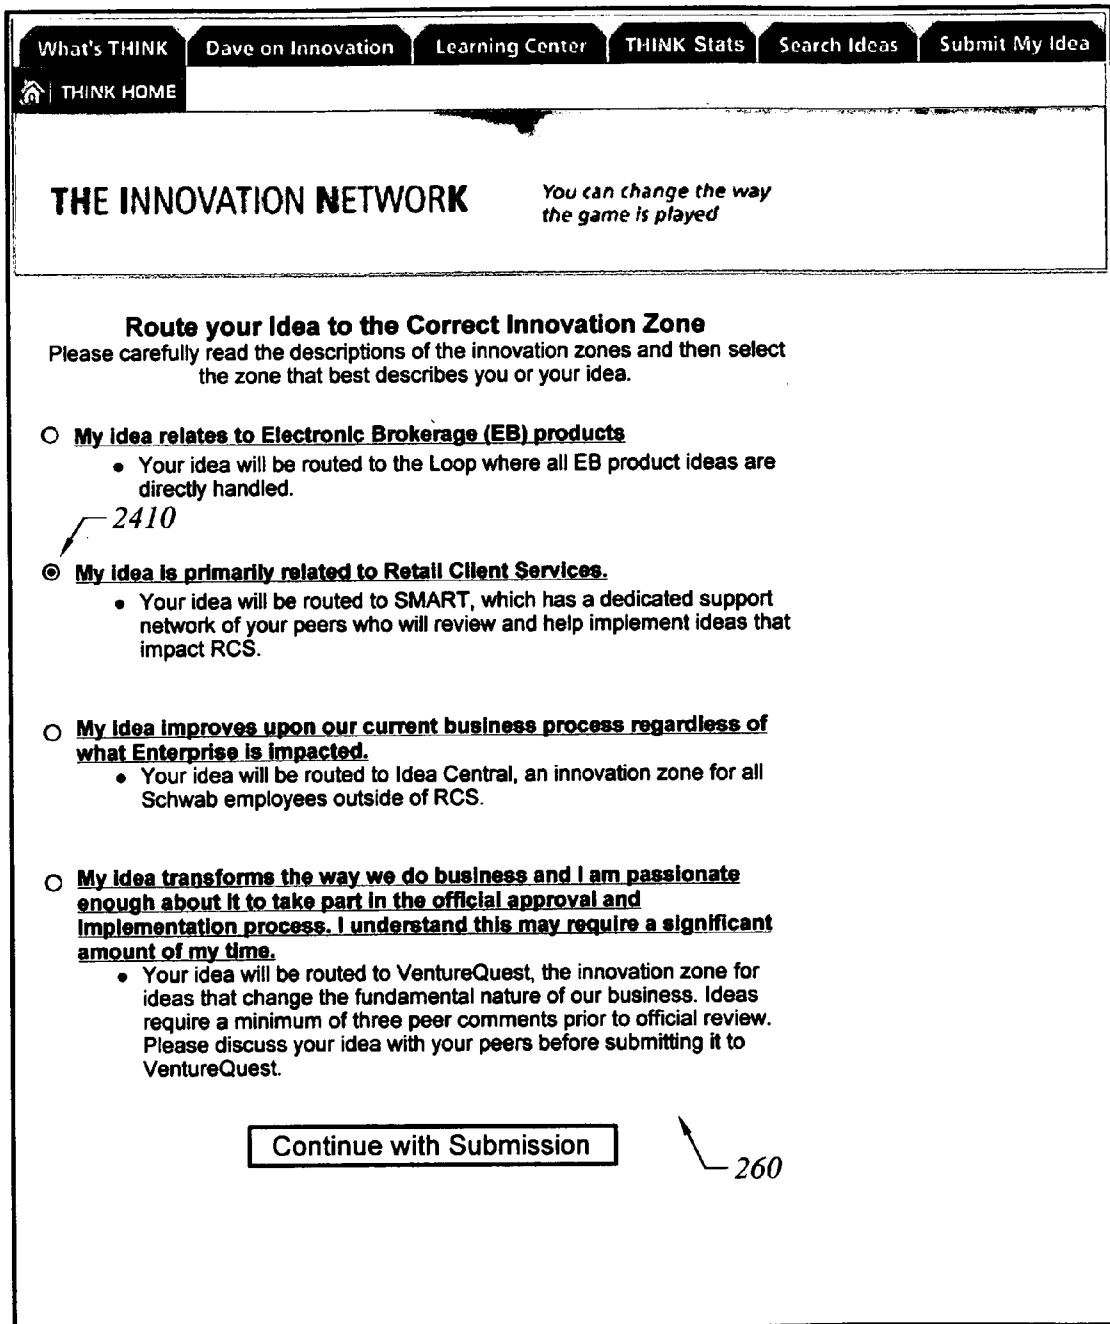 What's THINK
Dave on Innovation
Learning Center
THINK Stats
Search Ideas
Submit My Idea
THINK HOME
THE INNOVATION NETWORK
You can change the way
the game is played
Route your Idea to the Correct Innovation Zone
Please carefully read the descriptions of the innovation zones and then select
the zone that best describes you or your idea.
My idea relates to Electronic Brokerage (EB) products
• Your idea will be routed to the Loop where all EB product ideas are
directly handled.
2410
My idea is primarily related to Retail Client Services.
• Your idea will be routed to SMART, which has a dedicated support
network of your peers who will review and help implement ideas that
impact RCS.
My idea improves upon our current business process regardless of
what Enterprise is impacted.
• Your idea will be routed to Idea Central, an innovation zone for all
Schwab employees outside of RCS.
My idea transforms the way we do business and I am passionate
enough about it to take part in the official approval and
implementation process. I understand this may require a significant
amount of my time.
• Your idea will be routed to VentureQuest, the innovation zone for
ideas that change the fundamental nature of our business. Ideas
require a minimum of three peer comments prior to official review.
Please discuss your idea with your peers before submitting it to
VentureQuest.
Continue with Submission
260